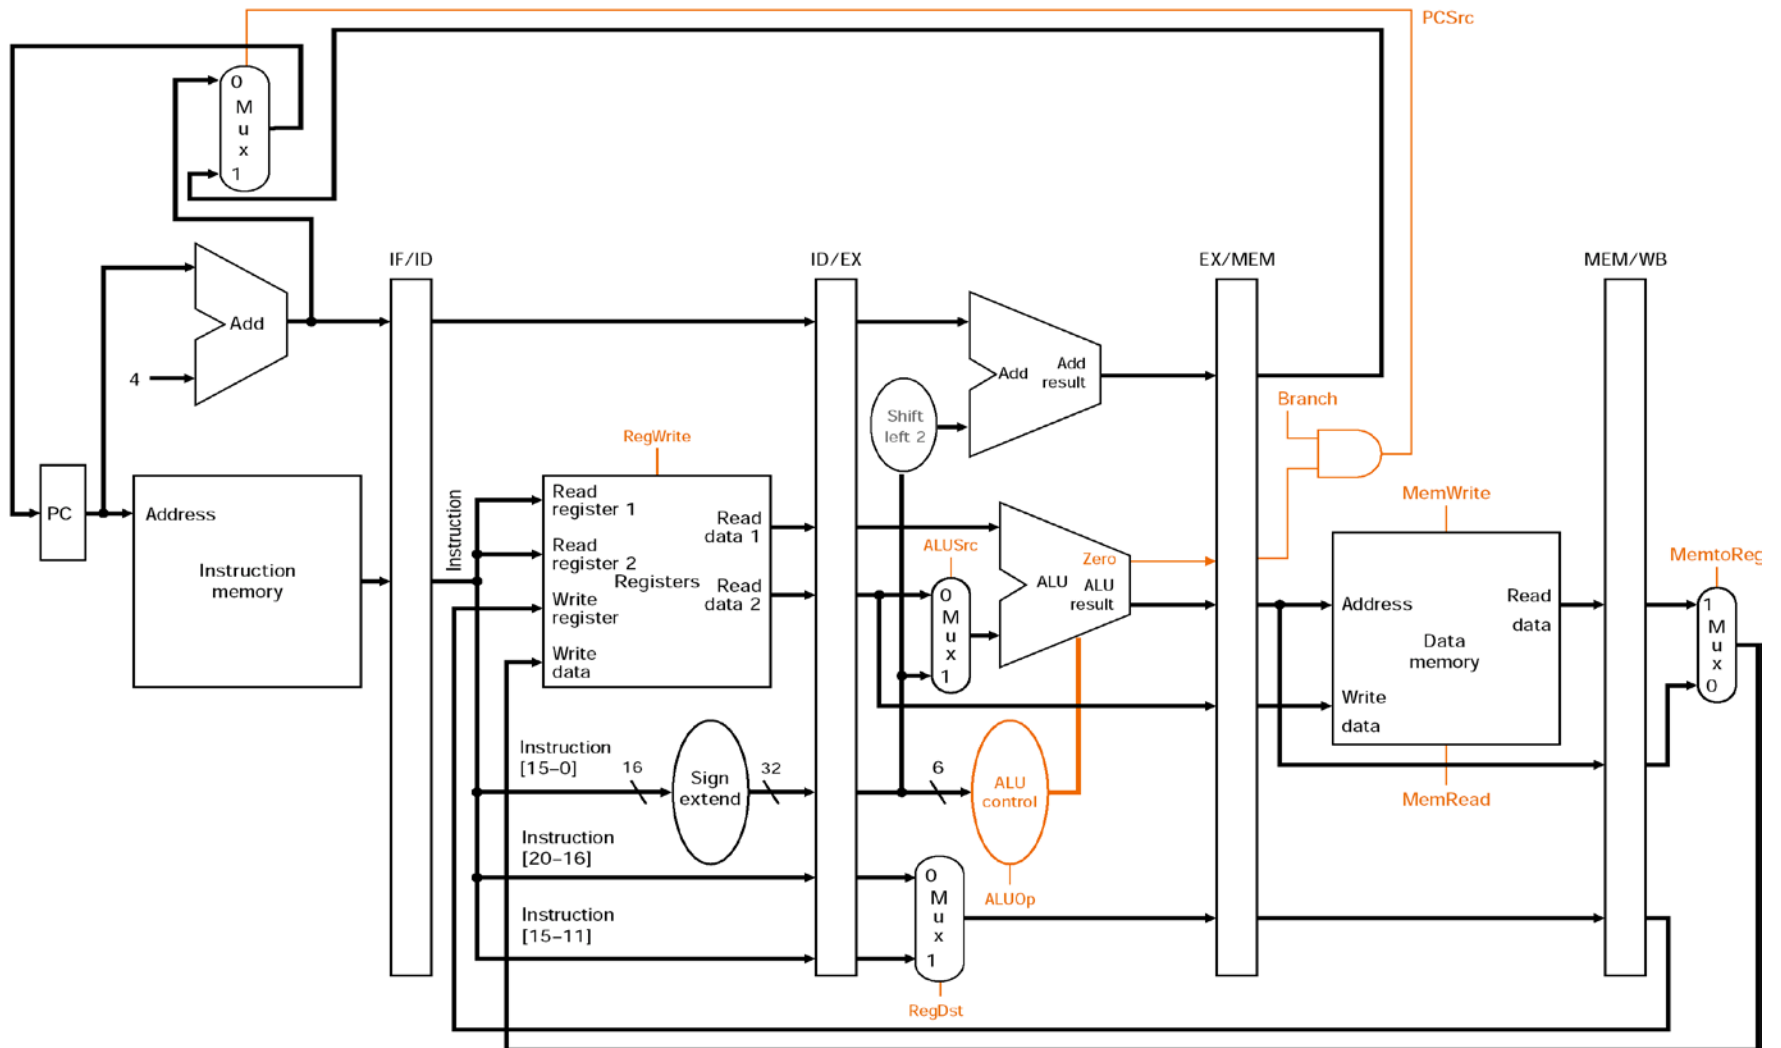 PCSrc
0
M
u
x
1
IF/ID
ID/EX
EX/MEM
MEM/WB
Add
4
Add
Add
result
Shift
left 2
Branch
RegWrite
PC
Address
Instruction
memory
Instruction
Read
register 1
Read
register 2
Write
register
Write
data
Registers
Read
data 1
Read
data 2
ALUSrc
0
M
u
x
1
Zero
ALU
ALU
result
MemWrite
Address
Read
data
Data
memory
Write
data
MemRead
MemtoReg
1
M
u
x
0
Instruction
[15–0]
16
Sign
extend
32
6
ALU
control
ALUOp
Instruction
[20–16]
Instruction
[15–11]
0
M
u
x
1
RegDst